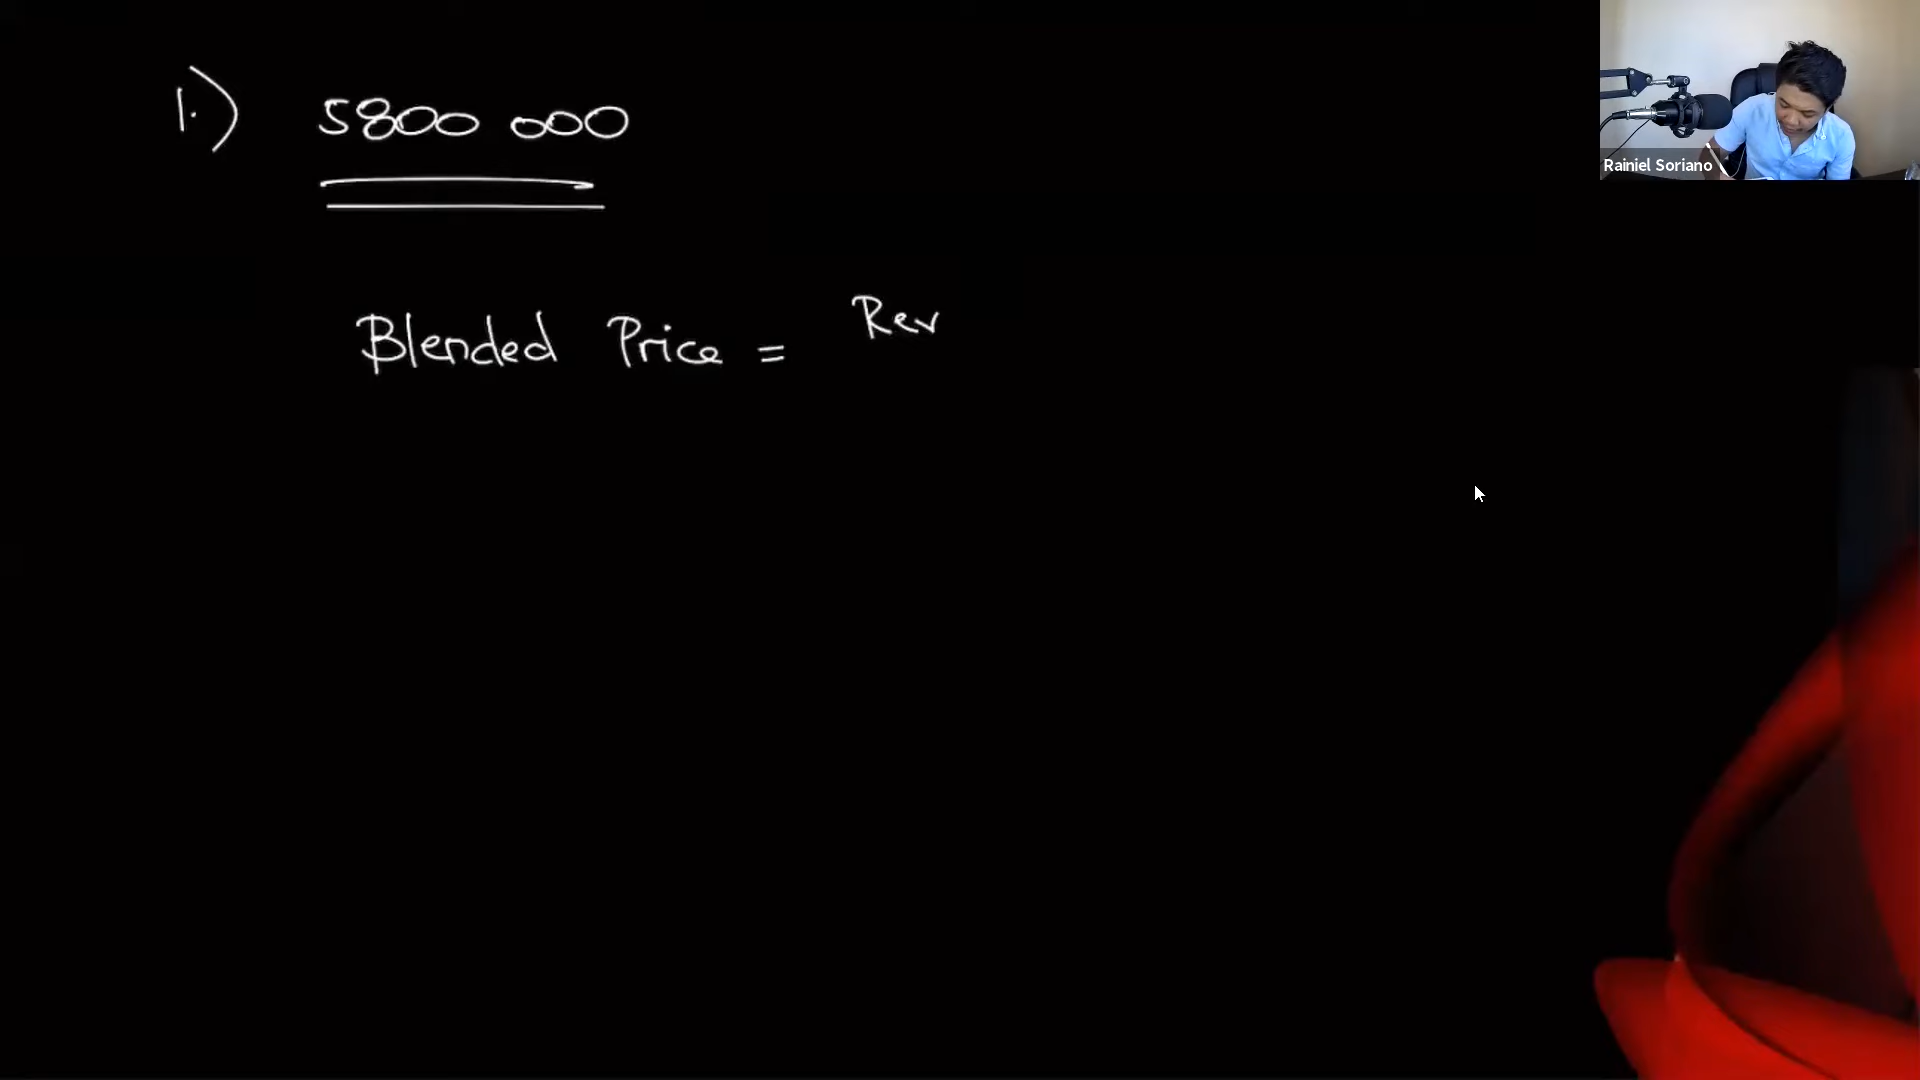 1.) 5800 000
Rainiel Soriano
Blended Price = Rev